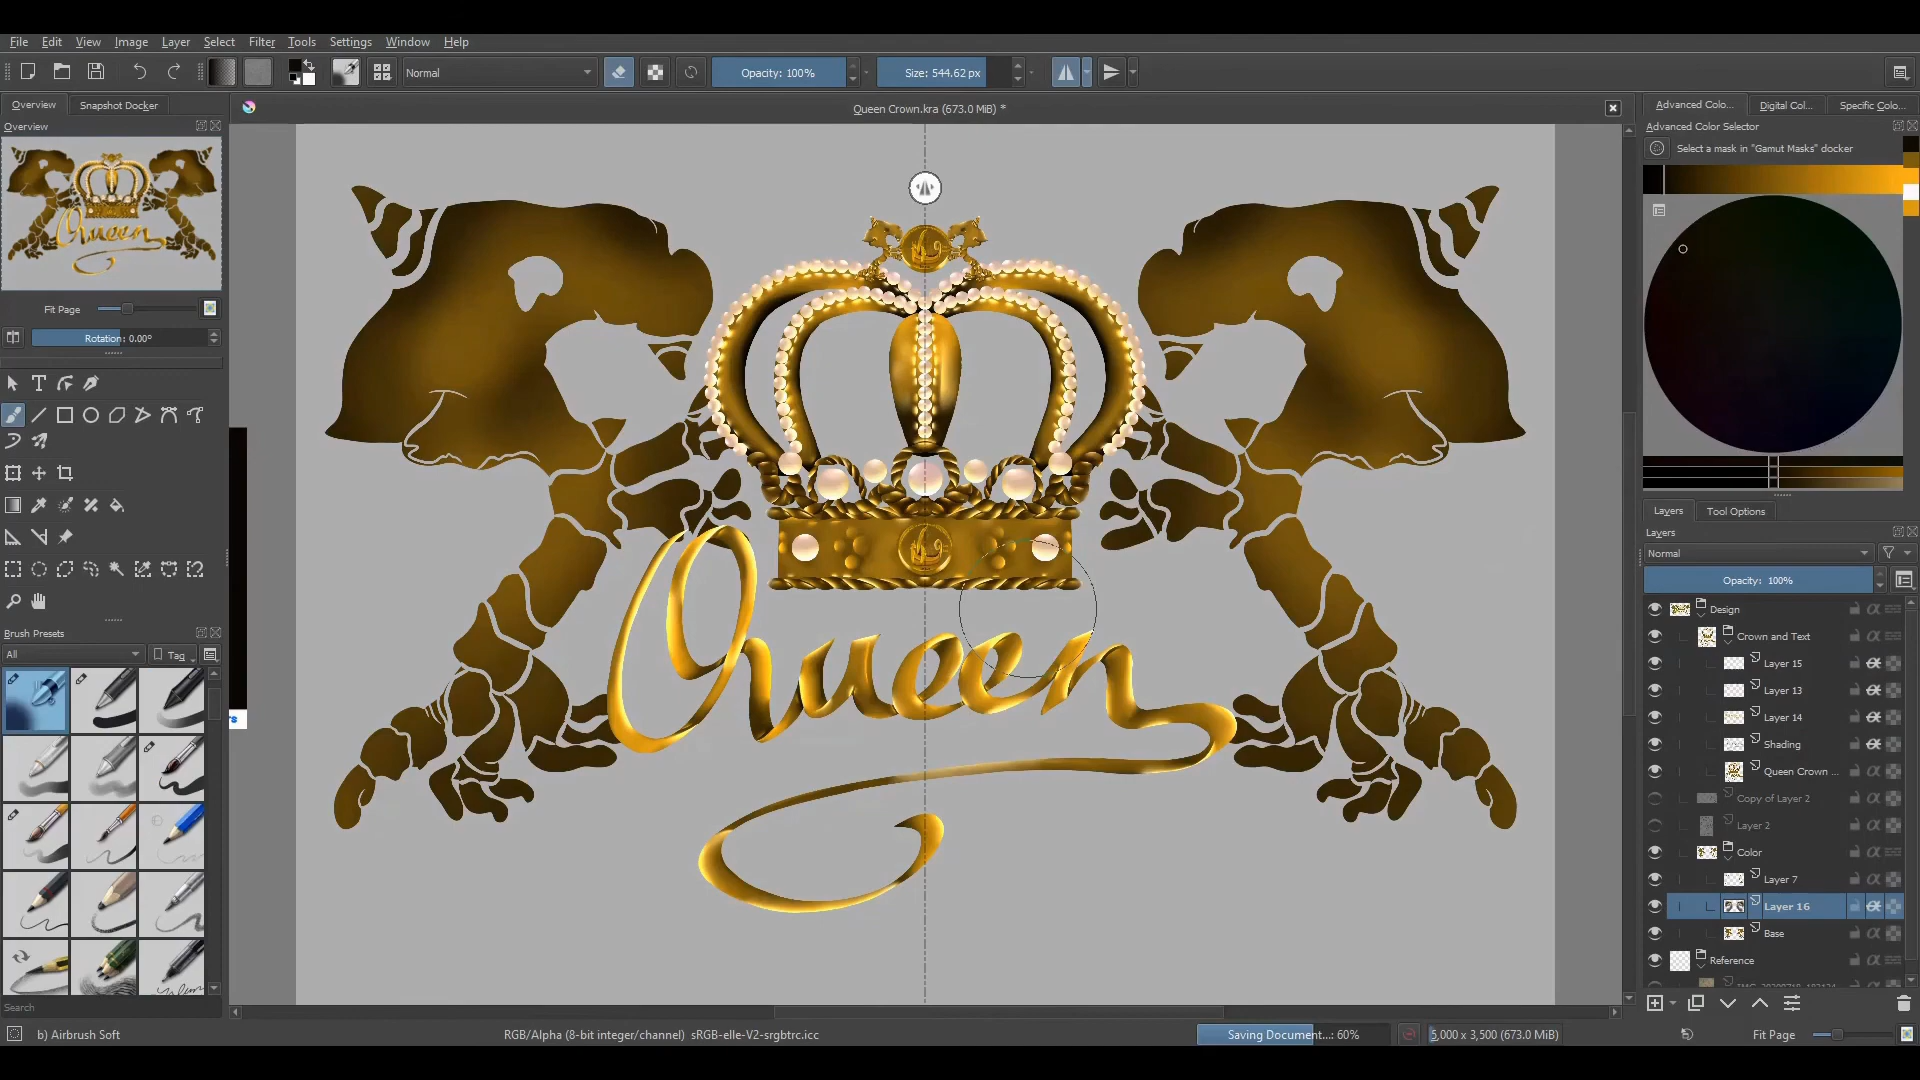 File Edit View Image Layer Select Filter Tools Settings Window Help
Normal
Opacity: 100%
Size: 544.62 px
Overview Snapshot Docker
Queen Crown.kra (673.0 MiB) *
Advanced Colo... Digital Col... Specific Colo...
Overview
Advanced Color Selector
Select a mask in "Gamut Masks" docker
Fit Page
Rotation: 0.00°
Brush Presets
All
Tag
Search
Queen
Layers Tool Options
Layers
Normal
Opacity: 100%
Design
Crown and Text
Layer 15
Layer 13
Layer 14
Shading
Queen Crown ...
Copy of Layer 2
Layer 2
Color
Layer 7
Layer 16
Base
Reference
b) Airbrush Soft
RGB/Alpha (8-bit integer/channel) sRGB-elle-V2-srgbtrc.icc
Saving Document...: 60%
5,000 x 3,500 (673.0 MiB)
Fit Page